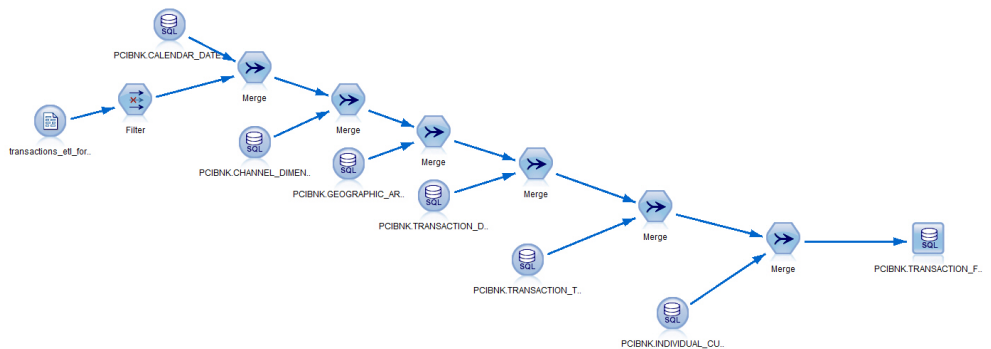 SQL
PCIBNK.CALENDAR_DATE..
Merge
transactions_etl_for..
Filter
SQL
PCIBNK.CHANNEL_DIMEN..
Merge
SQL
PCIBNK.GEOGRAPHIC_AR..
Merge
SQL
PCIBNK.TRANSACTION_D..
Merge
SQL
PCIBNK.TRANSACTION_T..
Merge
SQL
PCIBNK.INDIVIDUAL_CU..
Merge
SQL
PCIBNK.TRANSACTION_F..